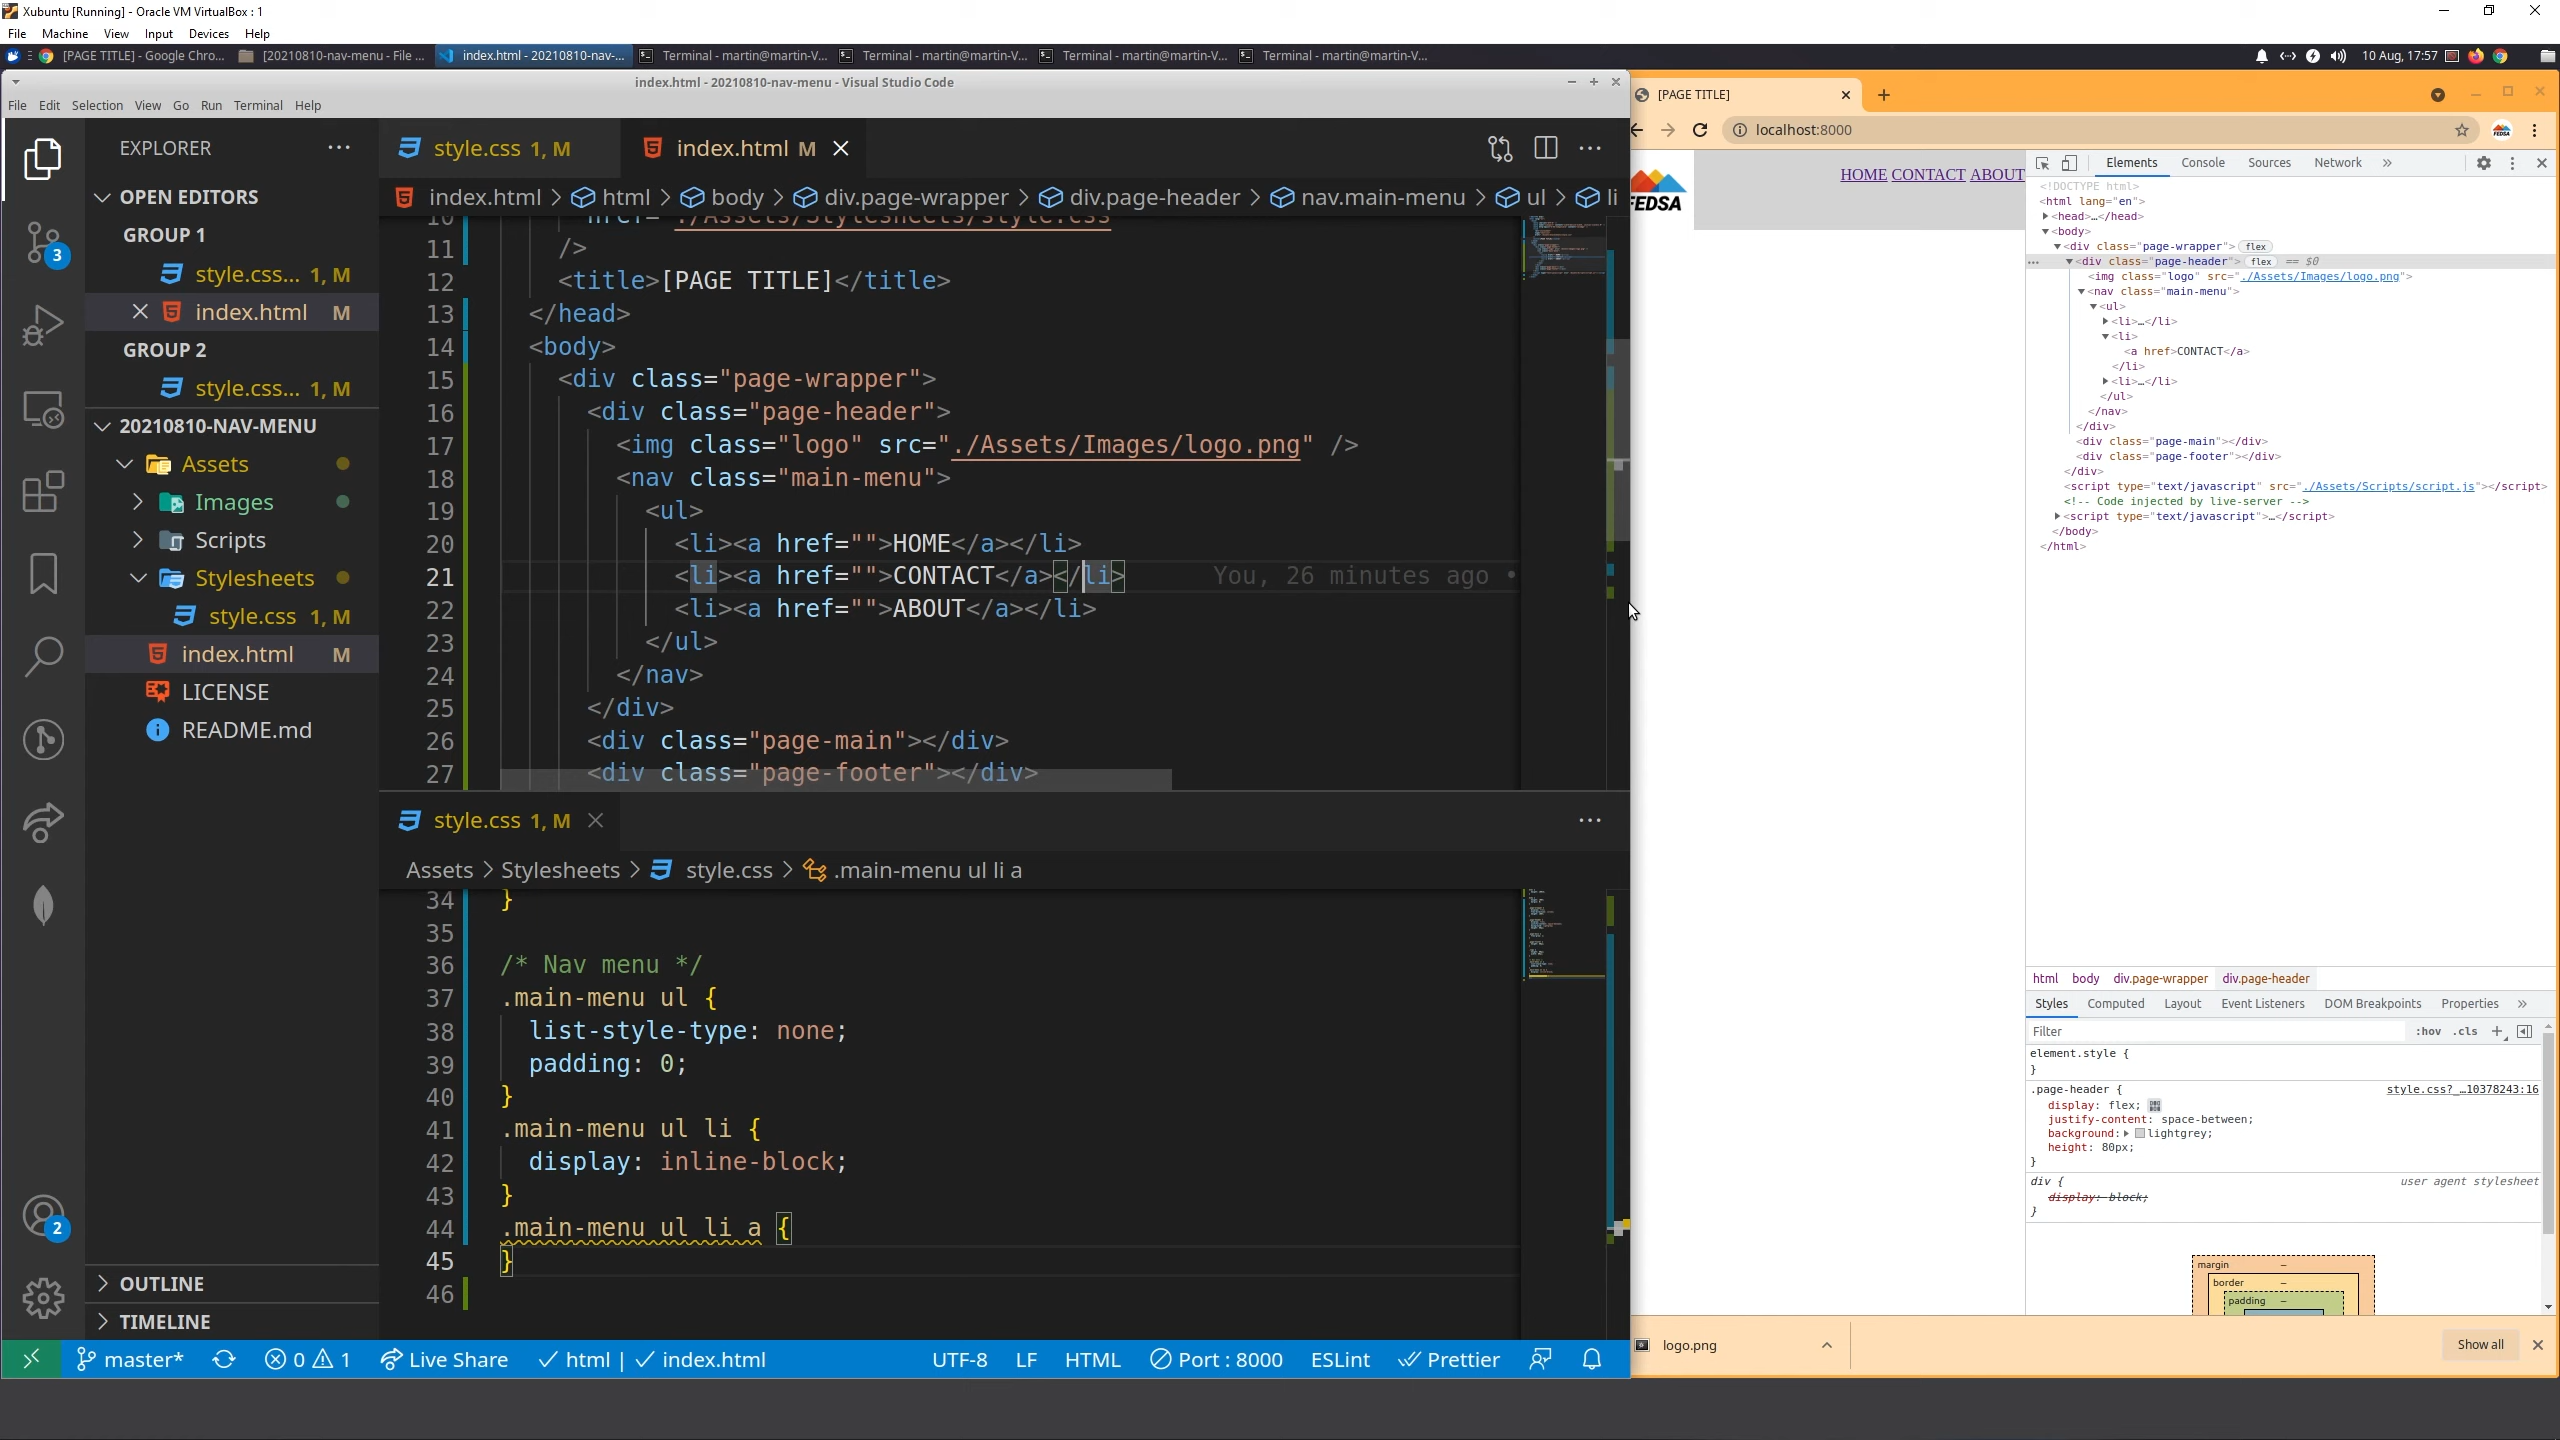 Xubuntu [Running] - Oracle VM VirtualBox : 1
File Machine View Input Devices Help
[PAGE TITLE] - Google Chro...
[20210810-nav-menu - File ...
index.html - 20210810-nav-...
Terminal - martin@martin-V...
Terminal - martin@martin-V...
Terminal - martin@martin-V...
Terminal - martin@martin-V...
10 Aug, 17:57
index.html - 20210810-nav-menu - Visual Studio Code
File Edit Selection View Go Run Terminal Help
EXPLORER
OPEN EDITORS
GROUP 1
style.css... 1, M
index.html M
GROUP 2
style.css... 1, M
20210810-NAV-MENU
Assets
Images
Scripts
Stylesheets
style.css 1, M
index.html M
LICENSE
README.md
OUTLINE
TIMELINE
3
2
style.css 1, M
index.html M
index.html > html > body > div.page-wrapper > div.page-header > nav.main-menu > ul > li
10 href="./Assets/Stylesheets/style.css"
11 />
12 <title>[PAGE TITLE]</title>
13 </head>
14 <body>
15 <div class="page-wrapper">
16 <div class="page-header">
17 <img class="logo" src="./Assets/Images/logo.png" />
18 <nav class="main-menu">
19 <ul>
20 <li><a href="">HOME</a></li>
21 <li><a href="">CONTACT</a></li> You, 26 minutes ago •
22 <li><a href="">ABOUT</a></li>
23 </ul>
24 </nav>
25 </div>
26 <div class="page-main"></div>
27 <div class="page-footer"></div>
style.css 1, M
Assets > Stylesheets > style.css > .main-menu ul li a
34 }
35
36 /* Nav menu */
37 .main-menu ul {
38 list-style-type: none;
39 padding: 0;
40 }
41 .main-menu ul li {
42 display: inline-block;
43 }
44 .main-menu ul li a {
45 }
46
master* 0 1 Live Share html | index.html UTF-8 LF HTML Port : 8000 ESLint Prettier
[PAGE TITLE]
localhost:8000
FEDSA
HOME CONTACT ABOUT
Elements Console Sources Network »
<!DOCTYPE html>
<html lang="en">
<head>…</head>
<body>
<div class="page-wrapper"> flex
… <div class="page-header"> flex == $0
<img class="logo" src="./Assets/Images/logo.png">
<nav class="main-menu">
<ul>
<li>…</li>
<li>
<a href>CONTACT</a>
</li>
<li>…</li>
</ul>
</nav>
</div>
<div class="page-main"></div>
<div class="page-footer"></div>
</div>
<script type="text/javascript" src="./Assets/Scripts/script.js"></script>
<!-- Code injected by live-server -->
<script type="text/javascript">…</script>
</body>
</html>
html body div.page-wrapper div.page-header
Styles Computed Layout Event Listeners DOM Breakpoints Properties »
Filter :hov .cls +
element.style {
}
.page-header { style.css?_…10378243:16
display: flex;
justify-content: space-between;
background: lightgrey;
height: 80px;
}
div { user agent stylesheet
display: block;
}
margin –
border –
padding –
logo.png
Show all